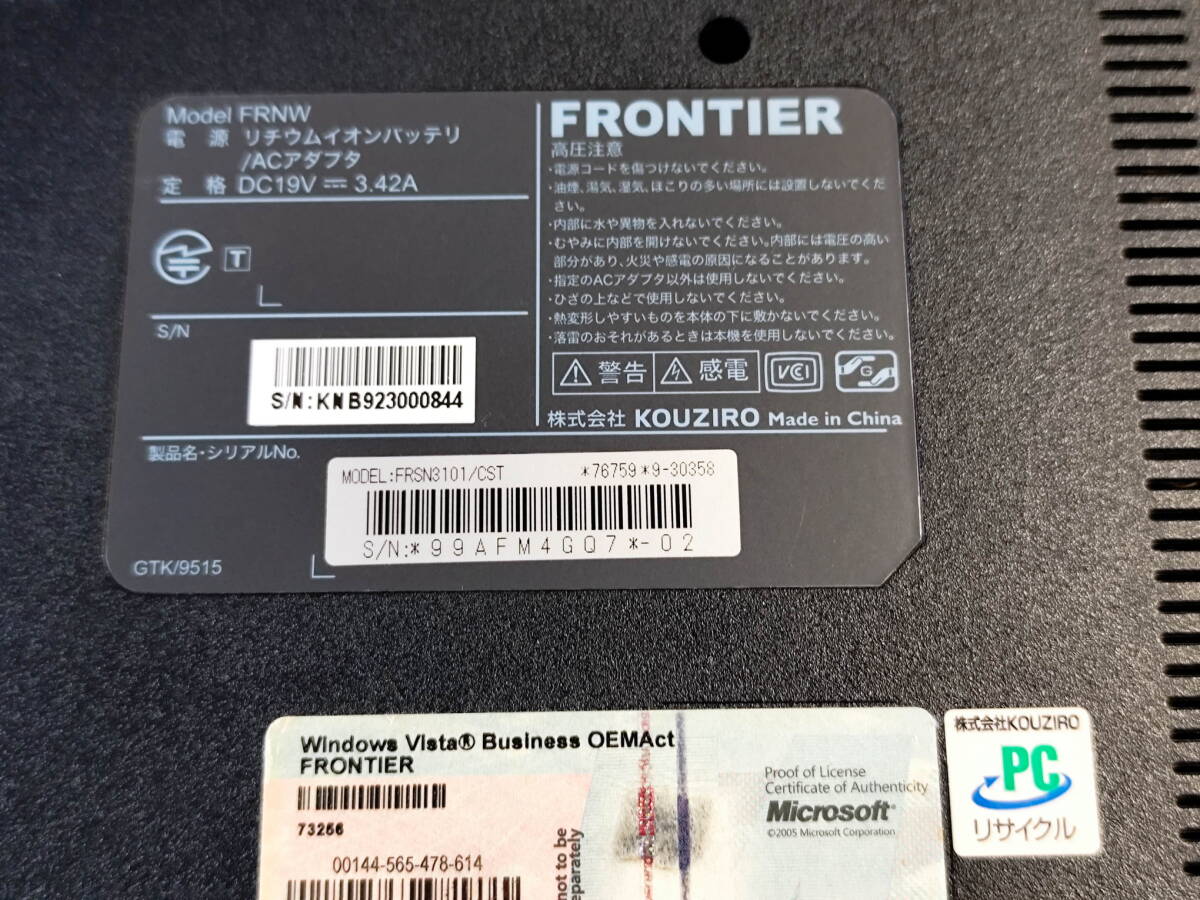 Model FRNW
電 源 リチウムイオンバッテリ
/ACアダプタ
定 格 DC19V ⎓ 3.42A
T
S/N
S/N:KNB923000844
FRONTIER
高圧注意
・電源コードを傷つけないでください。
・油煙、湯気、湿気、ほこりの多い場所には設置しないでくだ
さい。
・内部に水や異物を入れないでください。
・むやみに内部を開けないでください。内部には電圧の高い
部分があり、火災や感電の原因になることがあります。
・指定のACアダプタ以外は使用しないでください。
・ひざの上などで使用しないでください。
・熱変形しやすいものを本体の下に敷かないでください。
・落雷のおそれがあるときは本機を使用しないでください。
警告 感電 VCI G
株式会社 KOUZIRO Made in China
製品名・シリアルNo.
MODEL:FRSN3101/CST *76759*9-30358
S/N:*99AFM4GQ7*-02
GTK/9515
Windows Vista® Business OEMAct
FRONTIER
73256
00144-565-478-614
not to be
eparately
Proof of License
Certificate of Authenticity
Microsoft®
©2005 Microsoft Corporation
株式会社KOUZIRO
PC
リサイクル